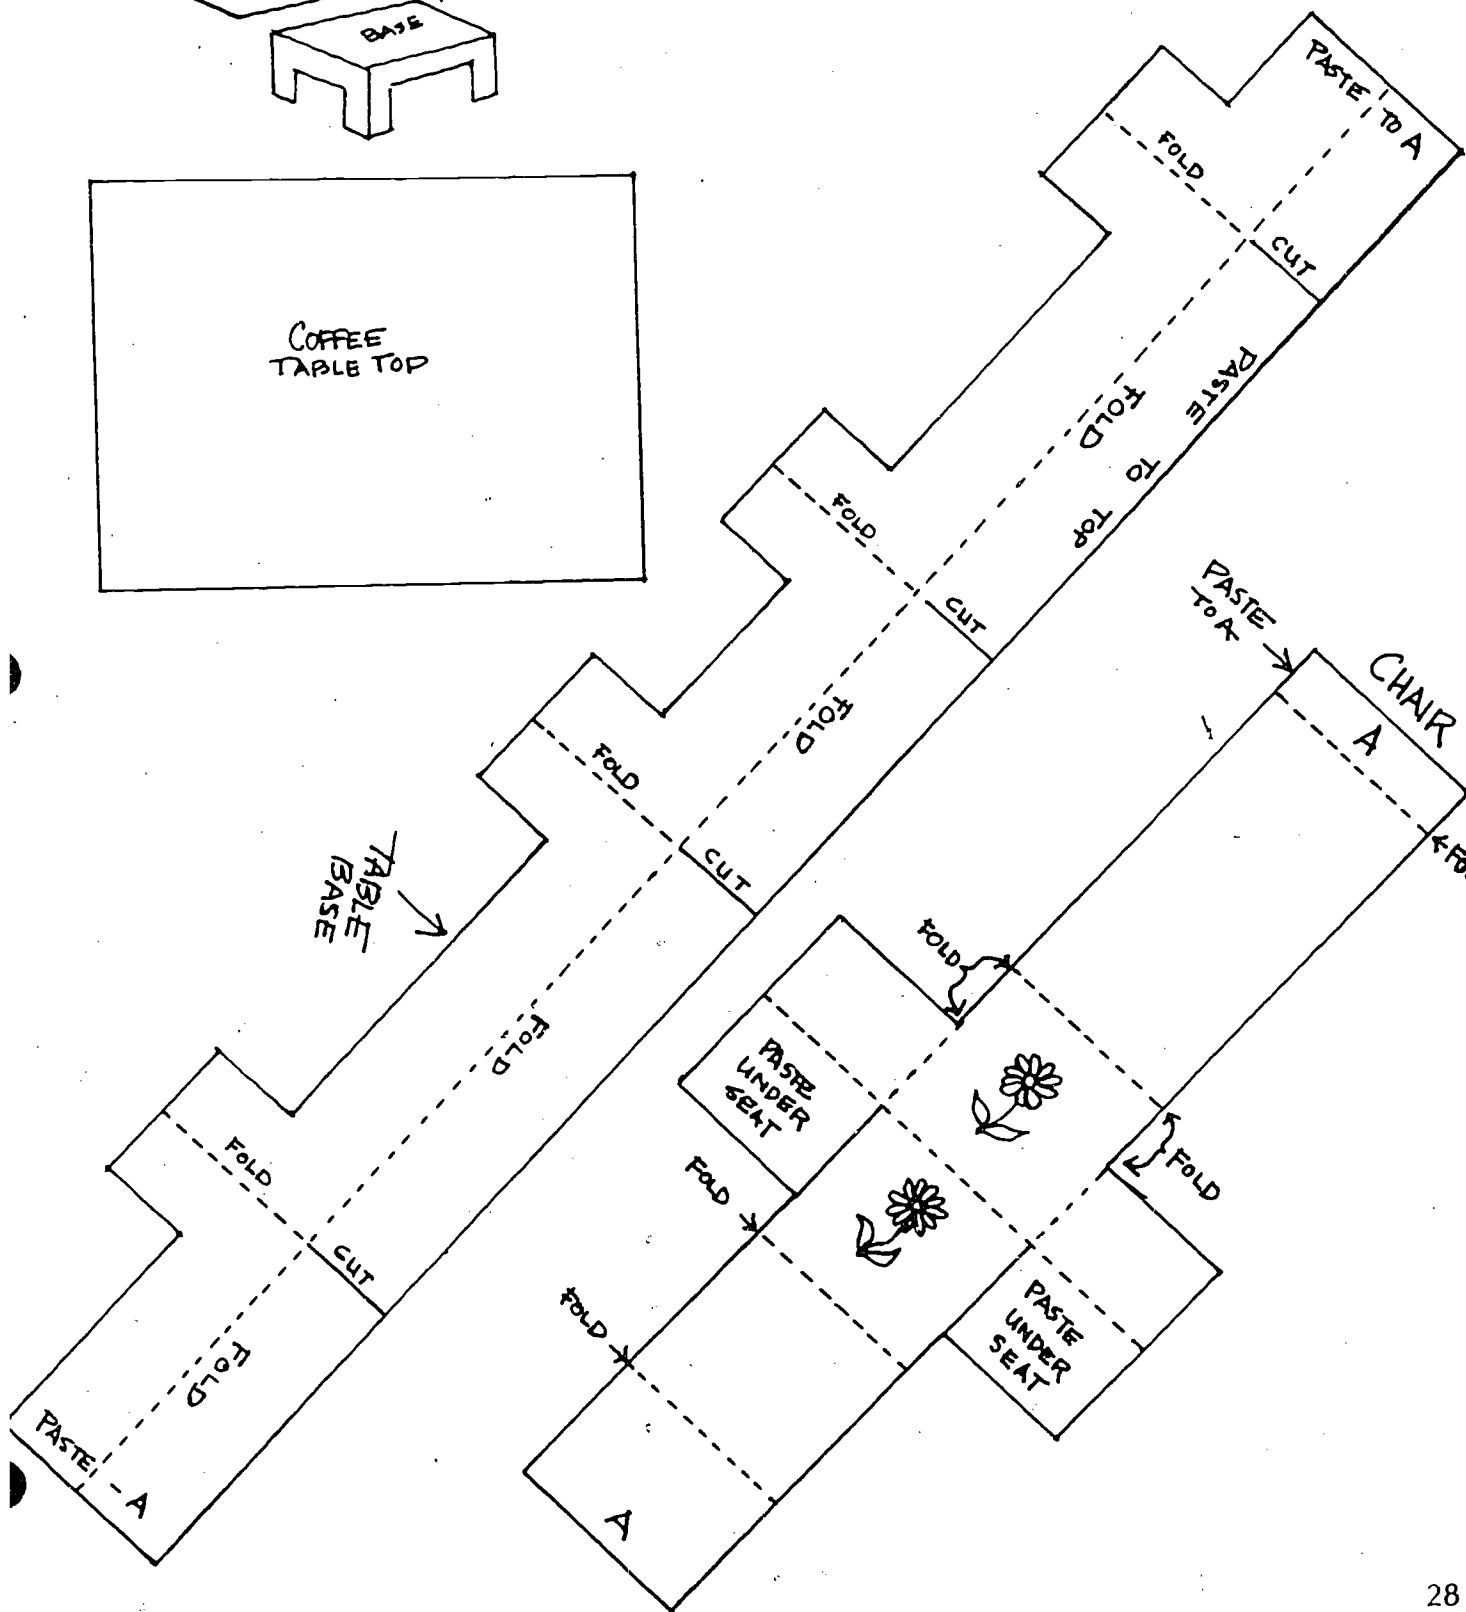 BASE
PASTE TO A
FOLD
CUT
COFFEE
TABLE TOP
PASTE TO TOP
FOLD
FOLD
CUT
PASTE
TO A
CHAIR
A
FOLD
FOLD
CUT
TABLE
BASE
FOLD
FOLD
PASTE
UNDER
SEAT
FOLD
FOLD
FOLD
CUT
FOLD
PASTE
UNDER
SEAT
FOLD
FOLD
PASTE - A
A
28